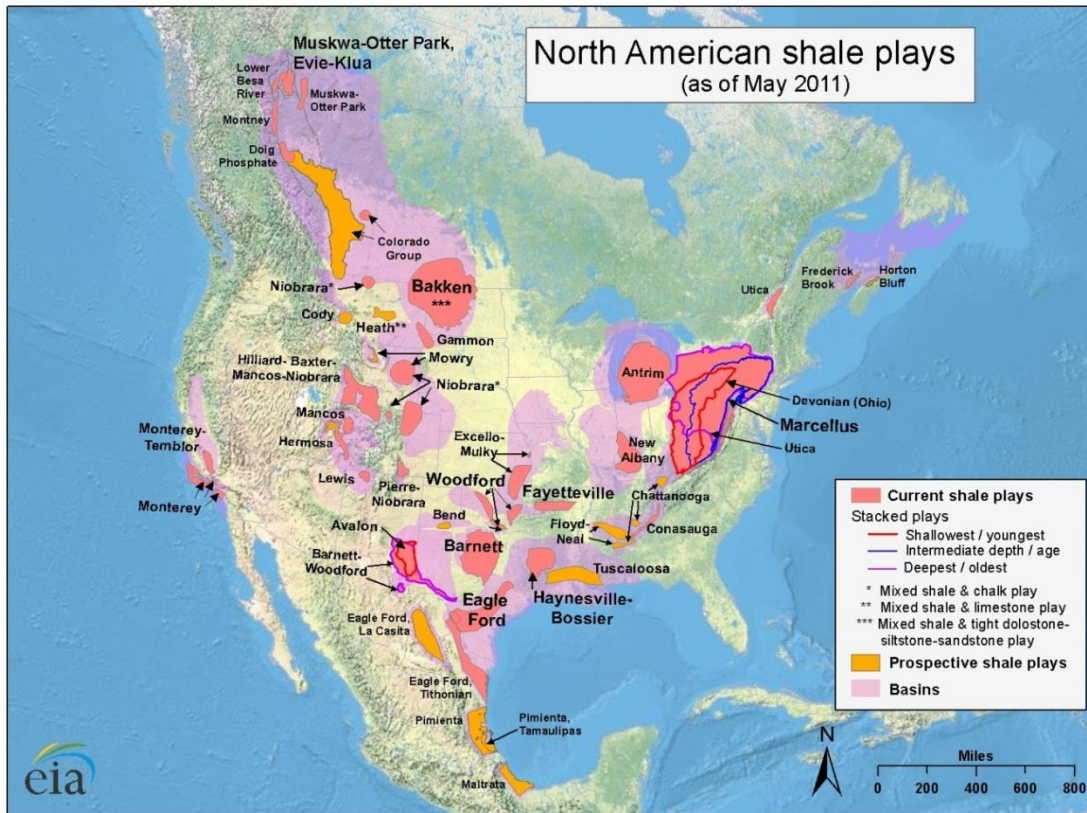 North American shale plays
(as of May 2011)
Muskwa-Otter Park,
Evie-Klua
Lower
Besa
River
Muskwa-
Otter Park
Montney
Doig
Phosphate
Colorado
Group
Niobrara*
Bakken
***
Cody
Heath**
Gammon
Mowry
Hilliard- Baxter-
Mancos-Niobrara
Niobrara*
Mancos
Hermosa
Monterey-
Temblor
Monterey
Lewis
Pierre-
Niobrara
Excello-
Mulky
Woodford
Fayetteville
Bend
Avalon
Barnett
Barnett-
Woodford
Eagle
Ford
Haynesville-
Bossier
Tuscaloosa
Floyd-
Neal
Conasauga
Chattanooga
New
Albany
Antrim
Devonian (Ohio)
Marcellus
Utica
Utica
Frederick
Brook
Horton
Bluff
Eagle Ford,
La Casita
Eagle Ford,
Tithonian
Pimienta
Pimienta,
Tamaulipas
Maltrata
Current shale plays
Stacked plays
Shallowest / youngest
Intermediate depth / age
Deepest / oldest
* Mixed shale & chalk play
** Mixed shale & limestone play
*** Mixed shale & tight dolostone-
siltstone-sandstone play
Prospective shale plays
Basins
N
Miles
0 200 400 600 800
eia